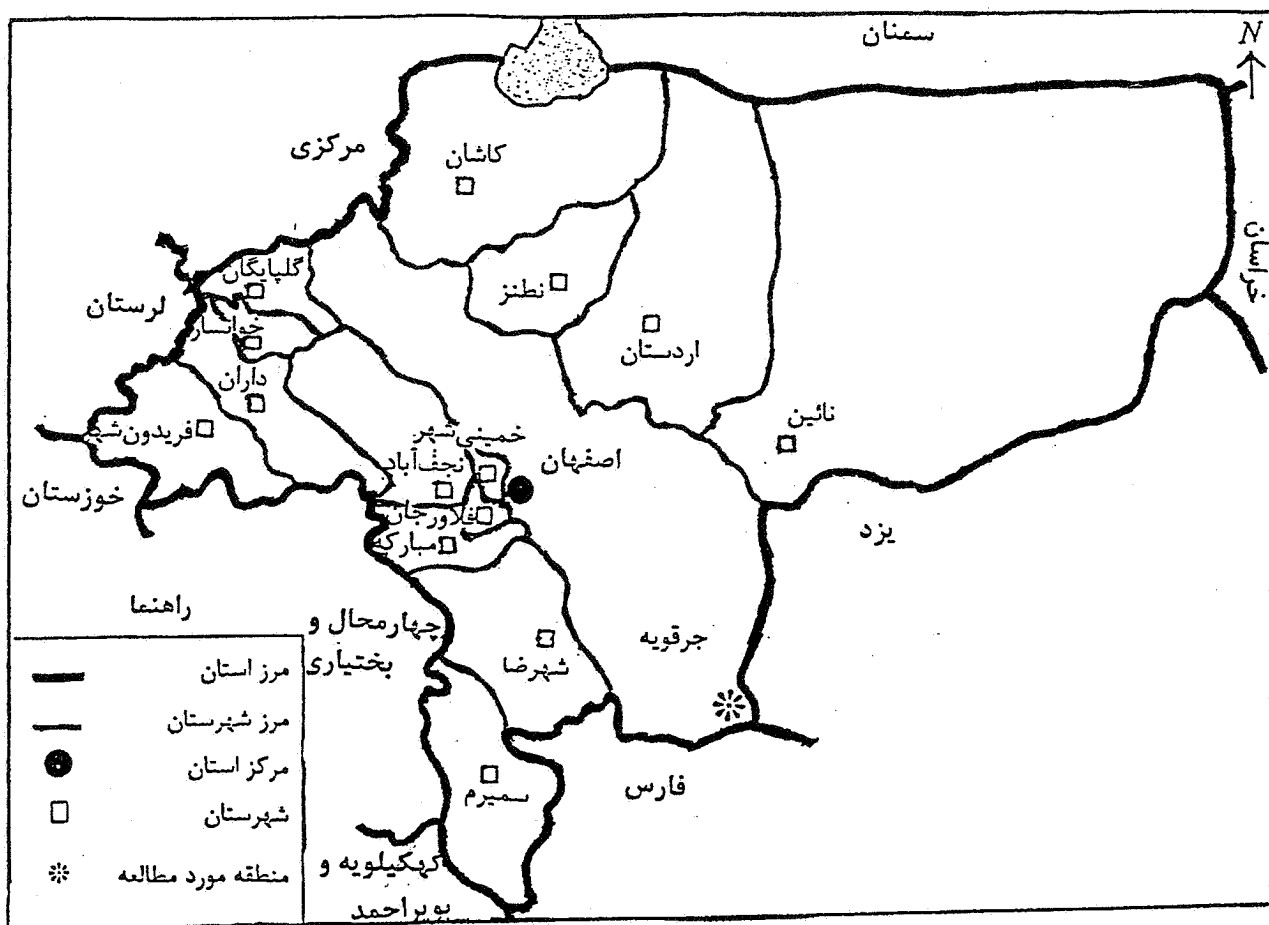 سمنان
N
مرکزی
کاشان
خراسان
گلپایگان
نطنز
لرستان
خوانسار
اردستان
داران
نائین
فریدون شهر
خمینی شهر
اصفهان
نجف آباد
خوزستان
فلاورجان
یزد
مبارکه
چهارمحال و
بختیاری
جرقویه
شهرضا
سمیرم
فارس
کهکیلویه و
بویراحمد
راهنما
مرز استان
مرز شهرستان
مرکز استان
شهرستان
منطقه مورد مطالعه